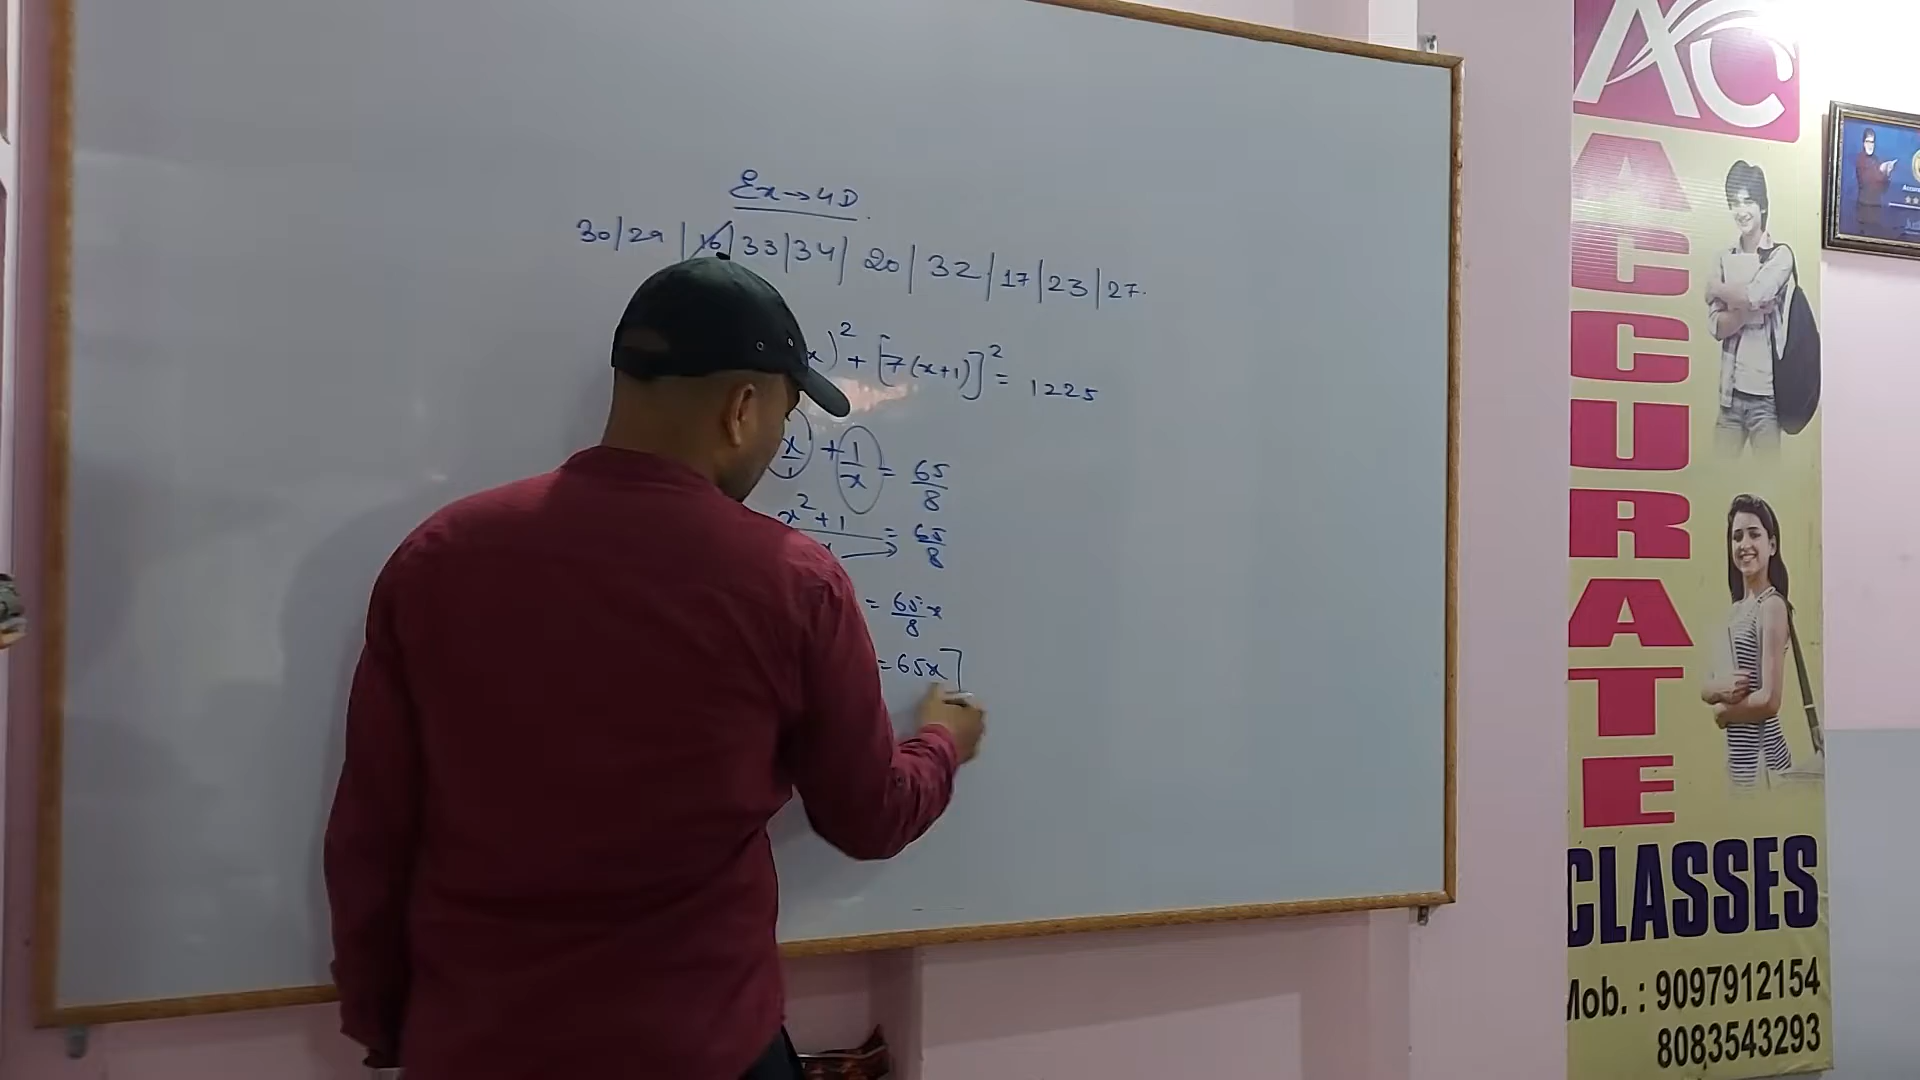 Ex→4D.
30|29|16|33|34|20|32|17|23|27.
x)² + [7(x+1)]² = 1225
x/1 + 1/x = 65/8
x²+1/x = 65/8
= 65/8 x
= 65x]
AC
ACCURATE
CLASSES
Mob. : 9097912154
8083543293